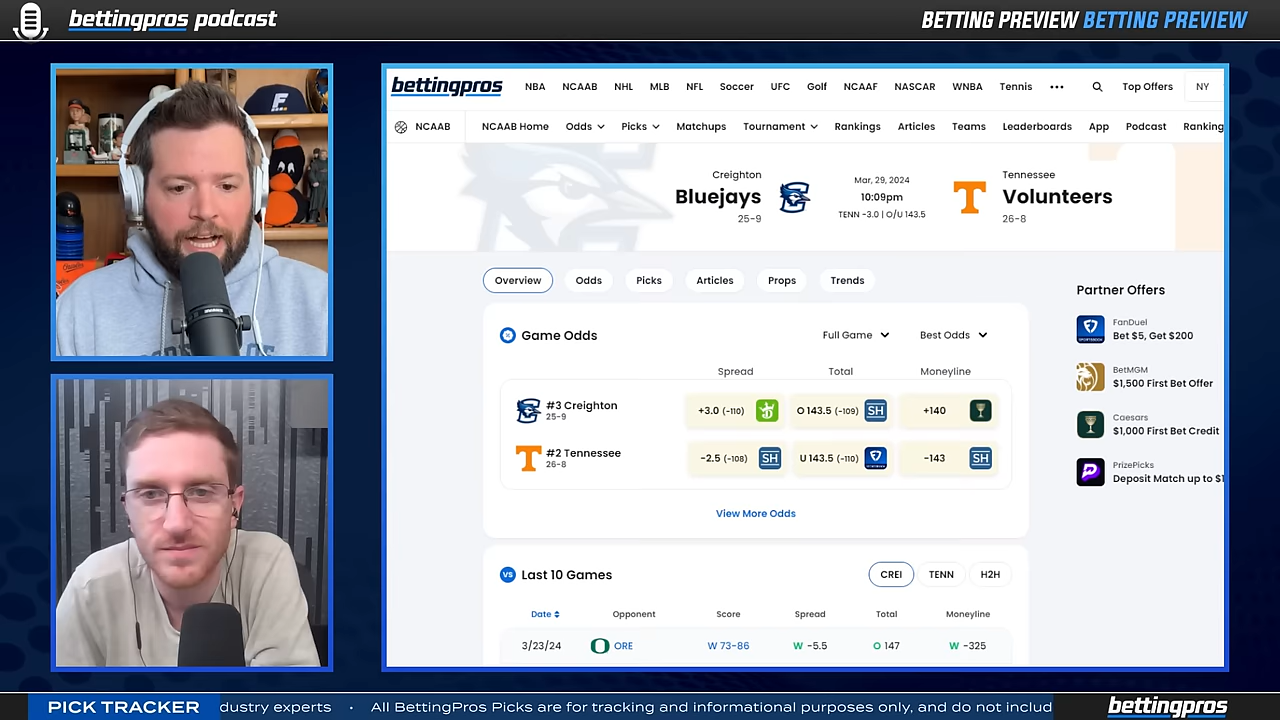 bettingpros podcast
BETTING PREVIEW BETTING PREVIEW
bettingpros NBA NCAAB NHL MLB NFL Soccer UFC Golf NCAAF NASCAR WNBA Tennis ••• Top Offers NY
NCAAB NCAAB Home Odds Picks Matchups Tournament Rankings Articles Teams Leaderboards App Podcast Ranking
Creighton
Bluejays
25-9
Mar, 29, 2024
10:09pm
TENN -3.0 | O/U 143.5
Tennessee
Volunteers
26-8
Overview Odds Picks Articles Props Trends
Game Odds Full Game Best Odds
Spread Total Moneyline
#3 Creighton
25-9
+3.0 (-110) O 143.5 (-109) SH +140
#2 Tennessee
26-8
-2.5 (-108) SH U 143.5 (-110) -143 SH
View More Odds
Partner Offers
FanDuel
Bet $5, Get $200
BetMGM
$1,500 First Bet Offer
Caesars
$1,000 First Bet Credit
PrizePicks
Deposit Match up to $1
VS Last 10 Games CREI TENN H2H
Date Opponent Score Spread Total Moneyline
3/23/24 ORE W 73-86 W -5.5 O 147 W -325
PICK TRACKER dustry experts • All BettingPros Picks are for tracking and informational purposes only, and do not includ bettingpros